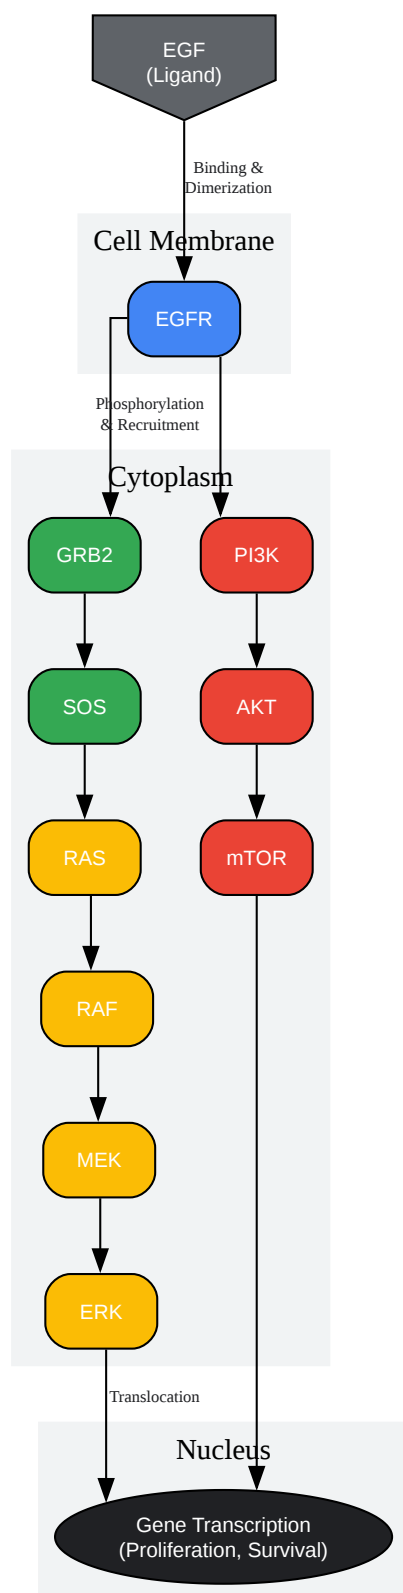 EGF
(Ligand)
Binding &
Dimerization
Cell Membrane
EGFR
Phosphorylation
& Recruitment
Cytoplasm
GRB2
PI3K
SOS
AKT
RAS
mTOR
RAF
MEK
ERK
Translocation
Nucleus
Gene Transcription
(Proliferation, Survival)